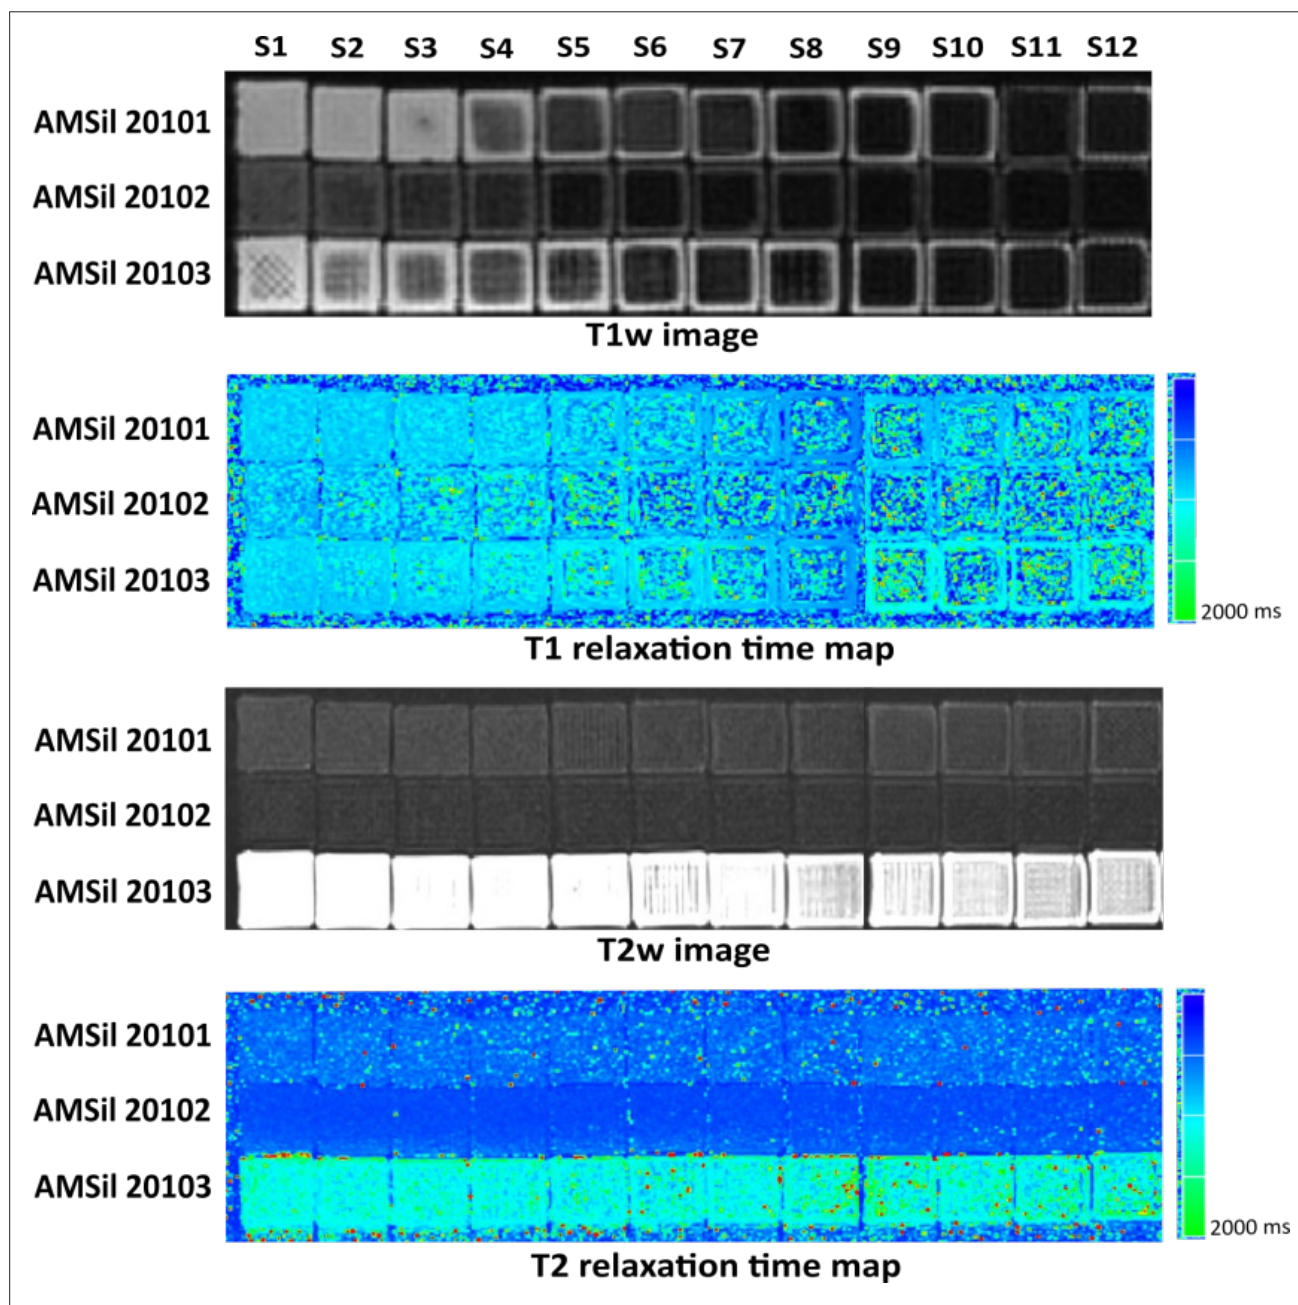 S1 S2 S3 S4 S5 S6 S7 S8 S9 S10 S11 S12
AMSil 20101
AMSil 20102
AMSil 20103
T1w image
AMSil 20101
AMSil 20102
AMSil 20103
2000 ms
T1 relaxation time map
AMSil 20101
AMSil 20102
AMSil 20103
T2w image
AMSil 20101
AMSil 20102
AMSil 20103
2000 ms
T2 relaxation time map